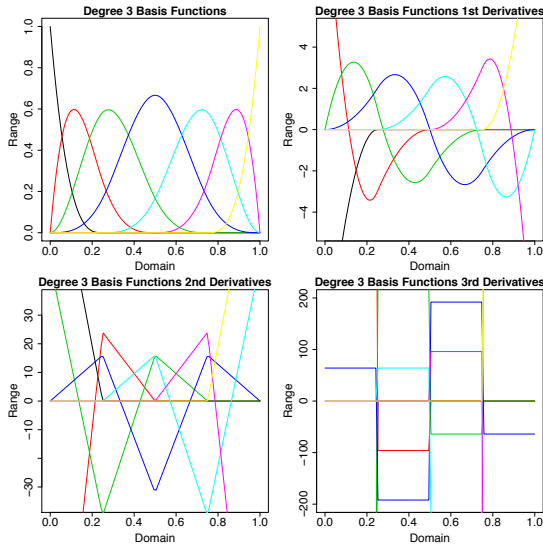 Degree 3 Basis Functions
Range
0.0 0.2 0.4 0.6 0.8 1.0
0.0 0.2 0.4 0.6 0.8 1.0
Domain
Degree 3 Basis Functions 1st Derivatives
Range
-4 -2 0 2 4
0.0 0.2 0.4 0.6 0.8 1.0
Domain
Degree 3 Basis Functions 2nd Derivatives
Range
-30 -10 0 10 20 30
0.0 0.2 0.4 0.6 0.8 1.0
Domain
Degree 3 Basis Functions 3rd Derivatives
Range
-200 -100 0 100 200
0.0 0.2 0.4 0.6 0.8 1.0
Domain